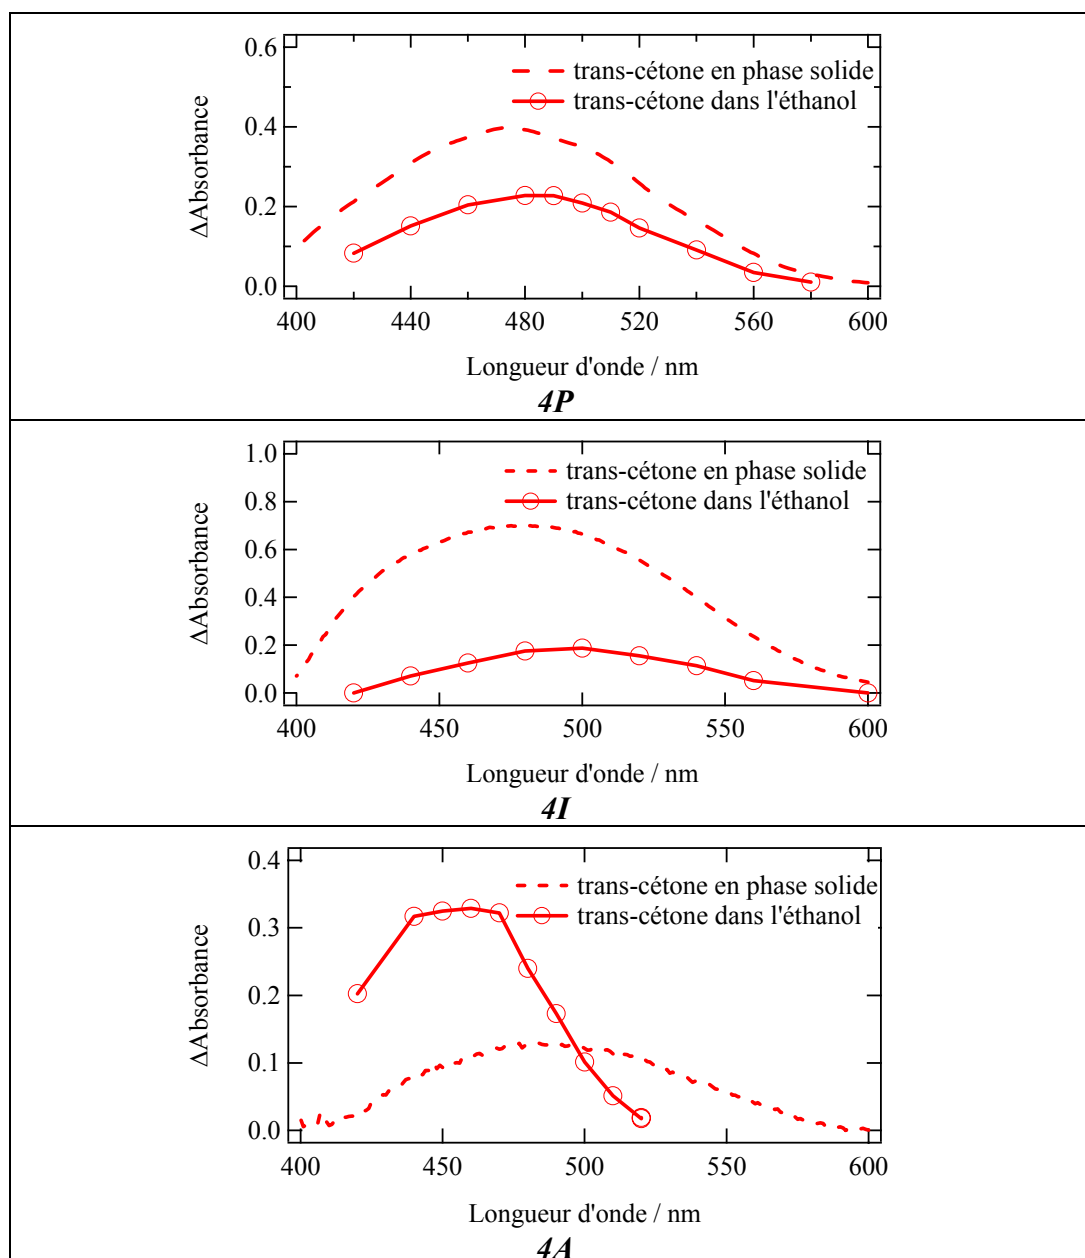 0.6
0.4
0.2
0.0
ΔAbsorbance
trans-cétone en phase solide
trans-cétone dans l'éthanol
400 440 480 520 560 600
Longueur d'onde / nm
4P
1.0
0.8
0.6
0.4
0.2
0.0
ΔAbsorbance
trans-cétone en phase solide
trans-cétone dans l'éthanol
400 450 500 550 600
Longueur d'onde / nm
4I
0.4
0.3
0.2
0.1
0.0
ΔAbsorbance
trans-cétone en phase solide
trans-cétone dans l'éthanol
400 450 500 550 600
Longueur d'onde / nm
4A